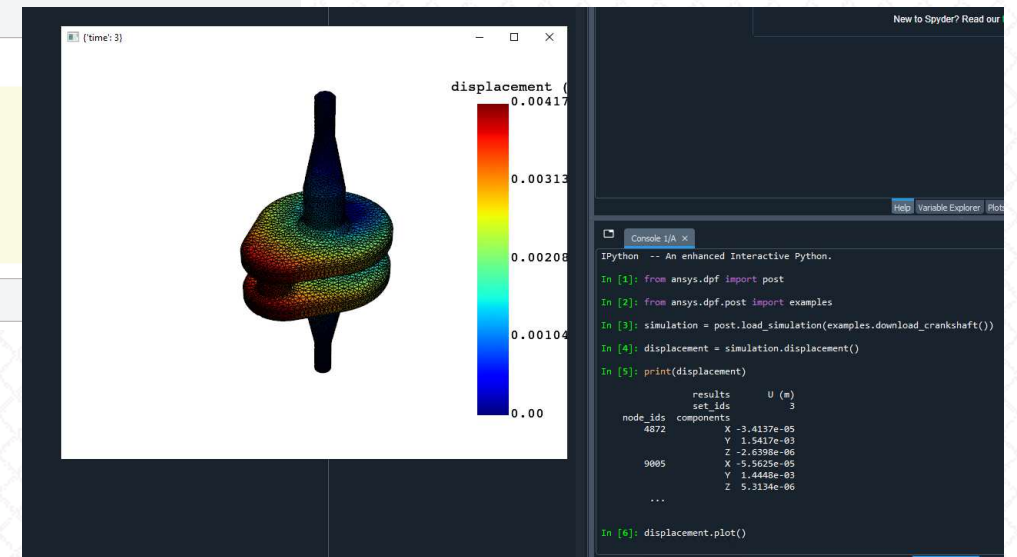 {'time': 3}
displacement (
0.00417
0.00313
0.00208
0.00104
0.00
New to Spyder? Read our
Help Variable Explorer Plots
Console 1/A ×
IPython -- An enhanced Interactive Python.
In [1]: from ansys.dpf import post
In [2]: from ansys.dpf.post import examples
In [3]: simulation = post.load_simulation(examples.download_crankshaft())
In [4]: displacement = simulation.displacement()
In [5]: print(displacement)
results U (m)
set_ids 3
node_ids components
4872 X -3.4137e-05
Y 1.5417e-03
Z -2.6398e-06
9005 X -5.5625e-05
Y 1.4448e-03
Z 5.3134e-06
...
In [6]: displacement.plot()